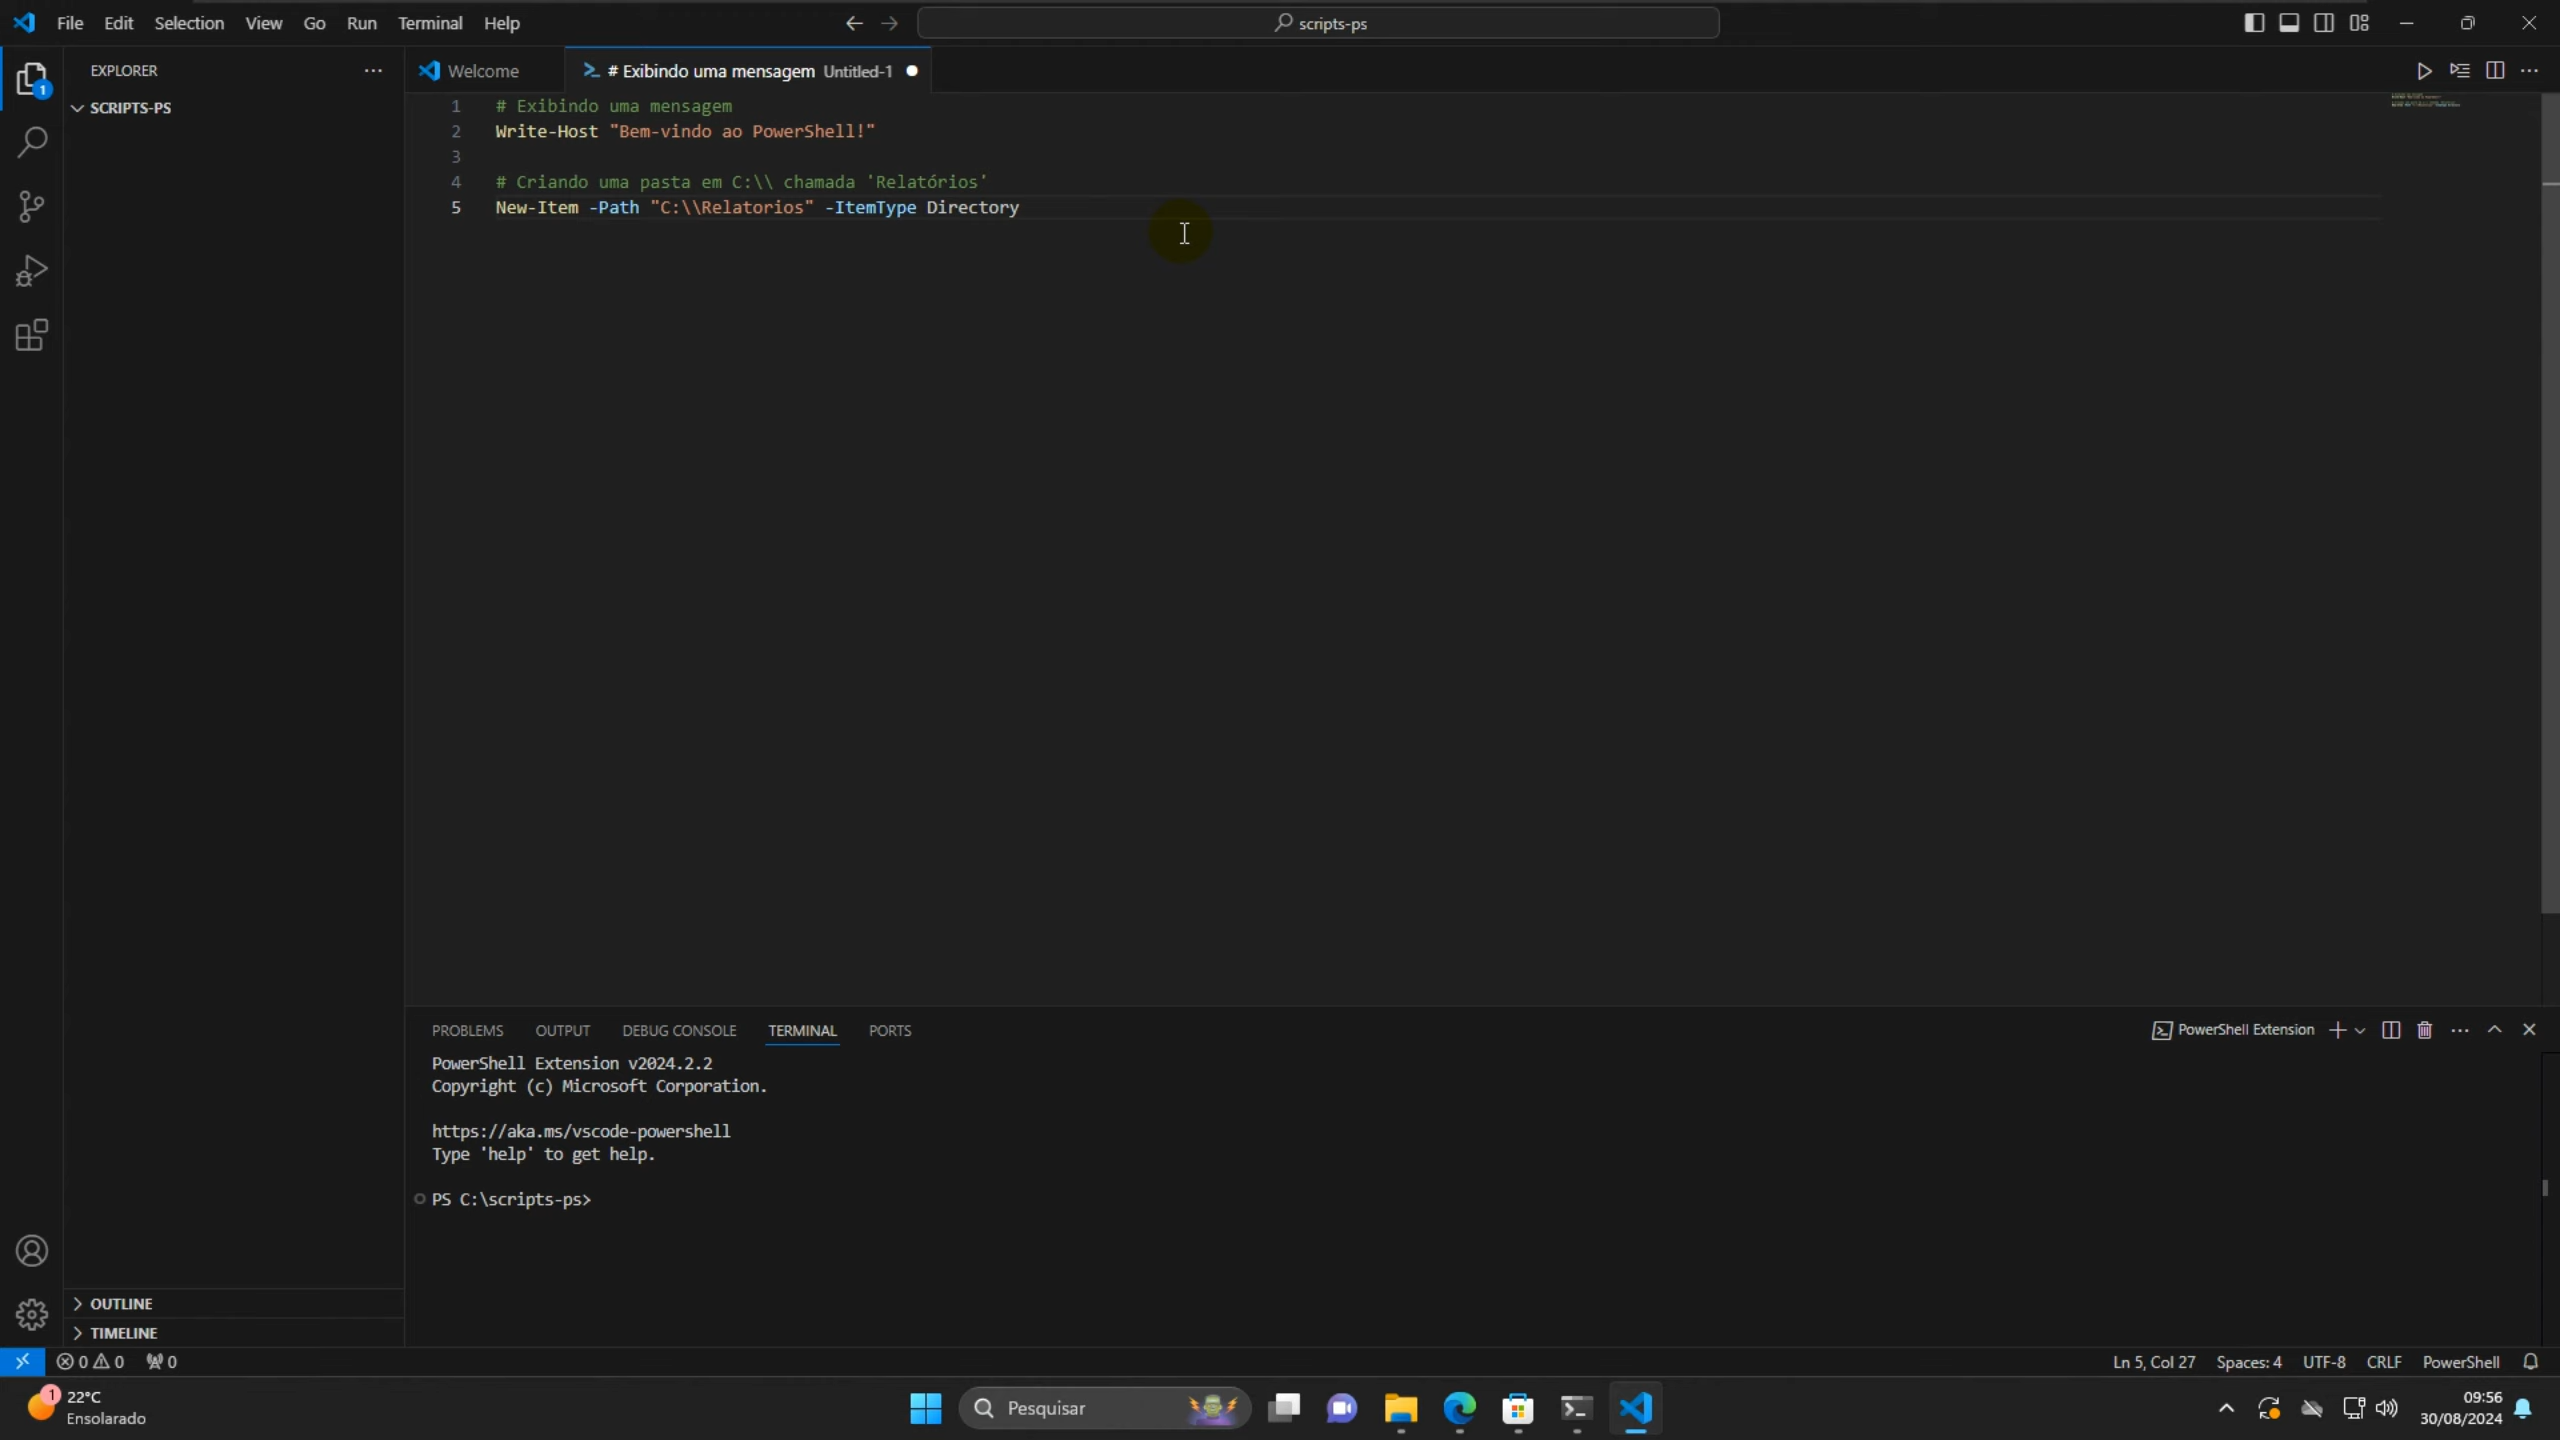 File Edit Selection View Go Run Terminal Help
scripts-ps
EXPLORER
SCRIPTS-PS
Welcome
# Exibindo uma mensagem Untitled-1
1 # Exibindo uma mensagem
2 Write-Host "Bem-vindo ao PowerShell!"
3
4 # Criando uma pasta em C:\\ chamada 'Relatórios'
5 New-Item -Path "C:\\Relatorios" -ItemType Directory
PROBLEMS OUTPUT DEBUG CONSOLE TERMINAL PORTS
PowerShell Extension
PowerShell Extension v2024.2.2
Copyright (c) Microsoft Corporation.
https://aka.ms/vscode-powershell
Type 'help' to get help.
PS C:\scripts-ps>
OUTLINE
TIMELINE
0 0 0
Ln 5, Col 27 Spaces: 4 UTF-8 CRLF PowerShell
1
1
22°C
Ensolarado
Pesquisar
09:56
30/08/2024